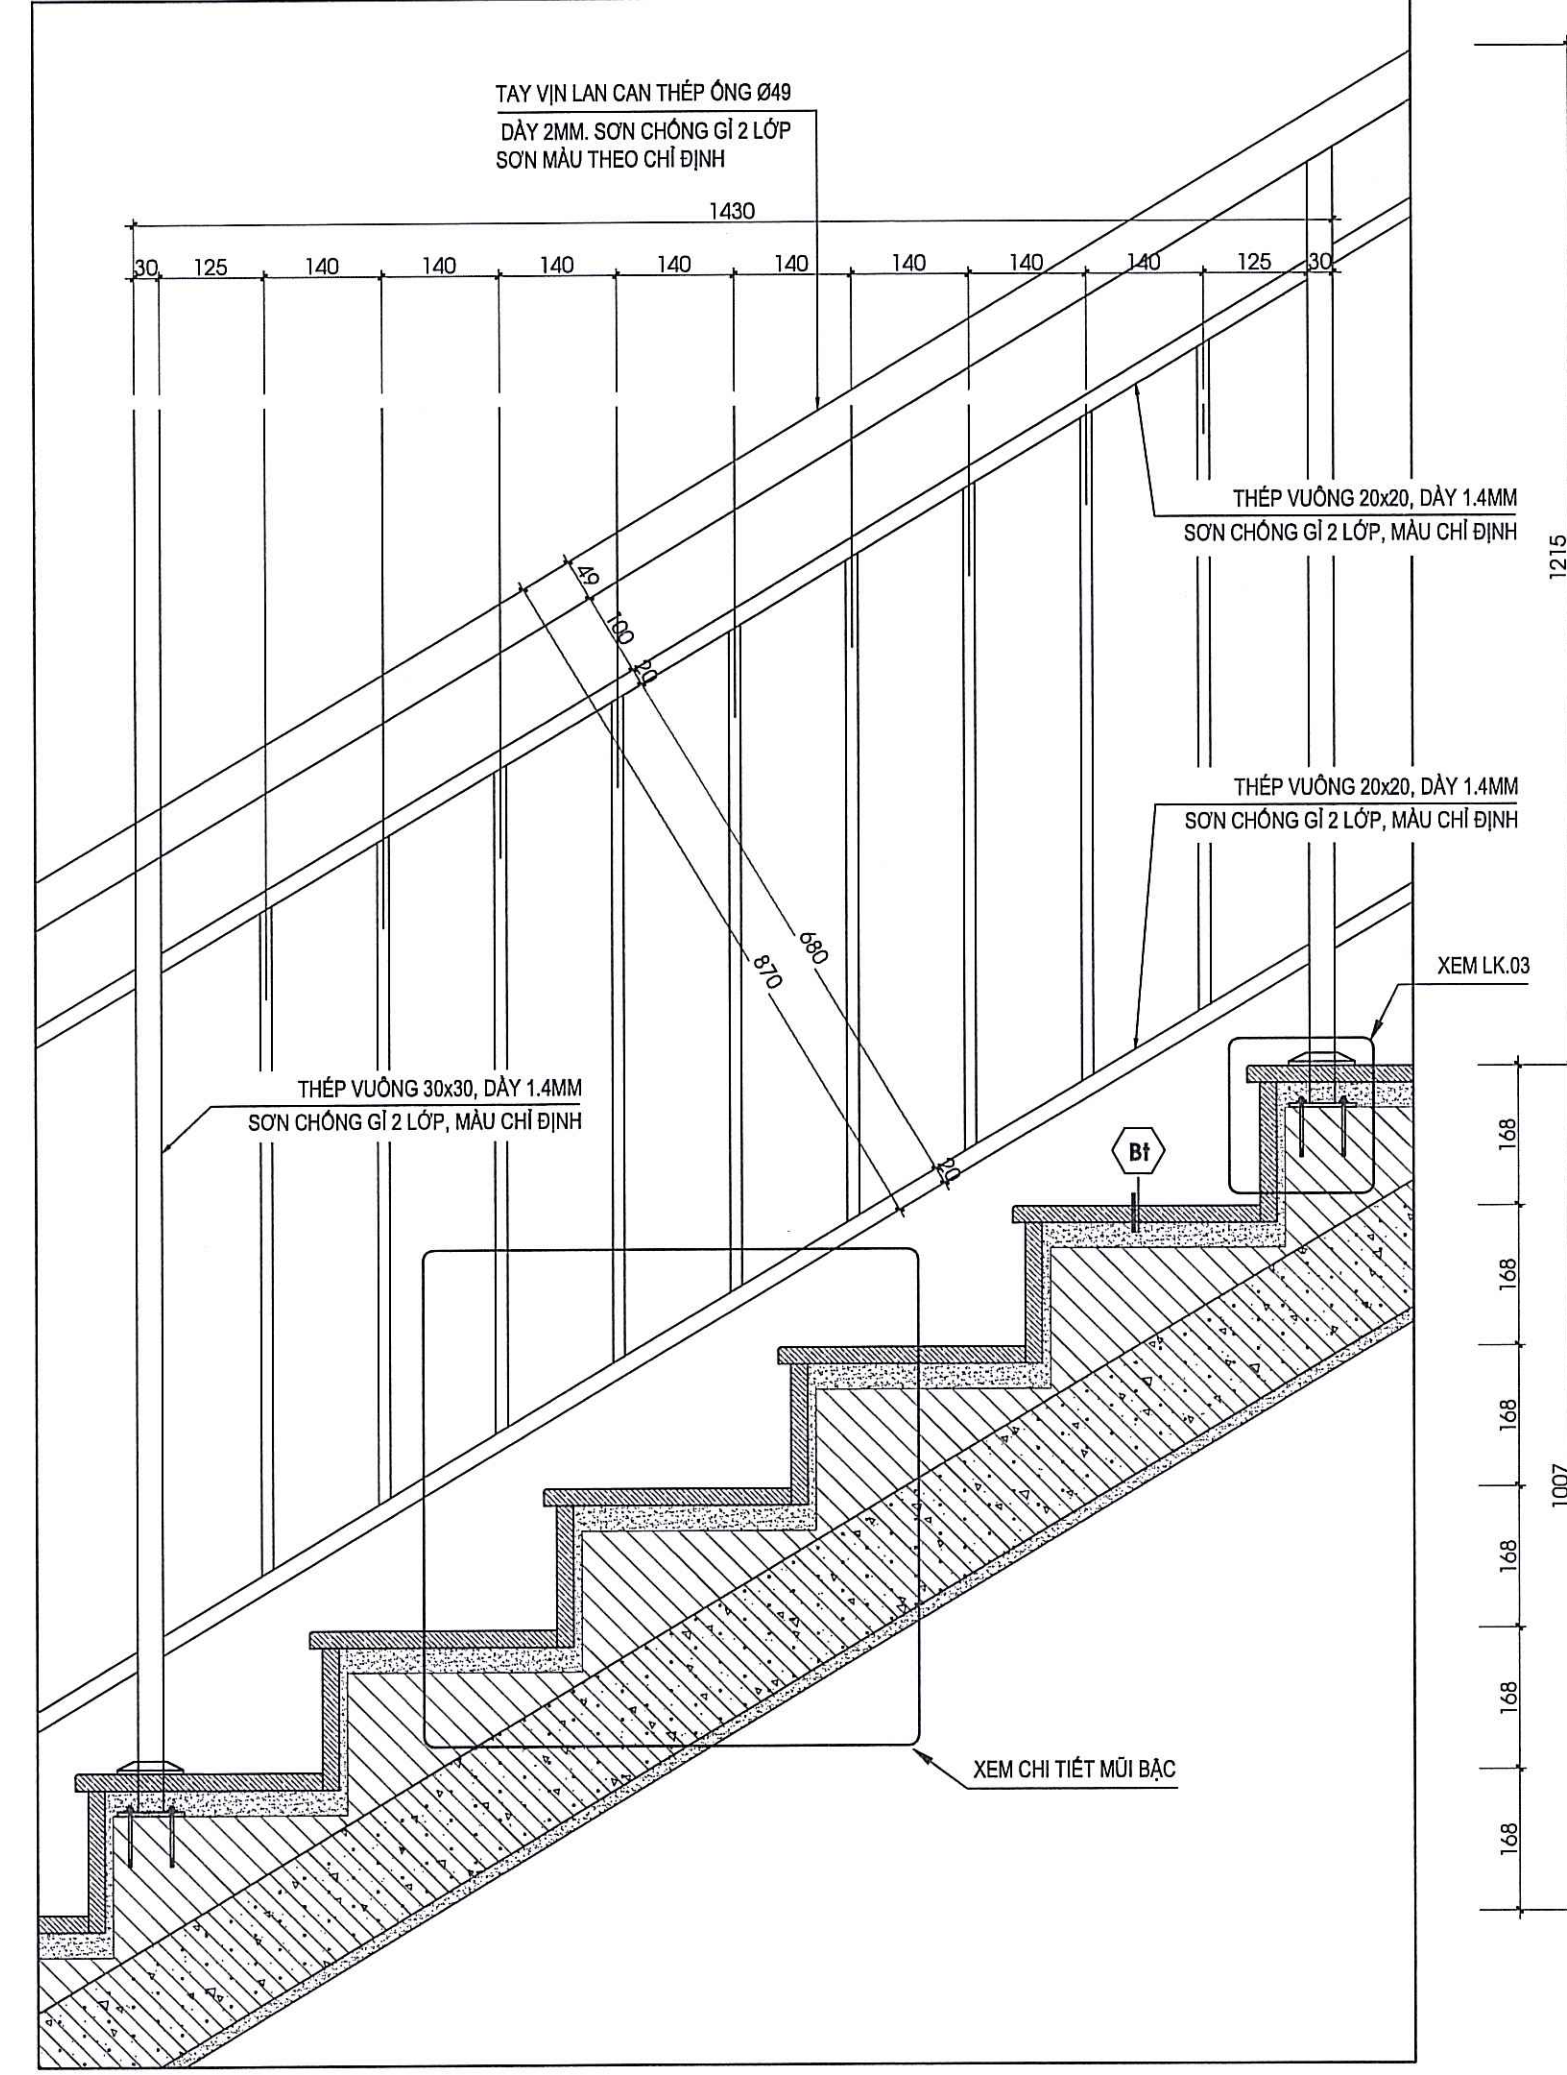 TAY VỊN LAN CAN THÉP ỐNG Ø49
DÀY 2MM. SƠN CHỐNG GỈ 2 LỚP
SƠN MÀU THEO CHỈ ĐỊNH
1430
30 125 140 140 140 140 140 140 140 140 125 30
THÉP VUÔNG 20x20, DÀY 1.4MM
SƠN CHỐNG GỈ 2 LỚP, MÀU CHỈ ĐỊNH
1215
49
100
20
THÉP VUÔNG 20x20, DÀY 1.4MM
SƠN CHỐNG GỈ 2 LỚP, MÀU CHỈ ĐỊNH
680
870
XEM LK.03
THÉP VUÔNG 30x30, DÀY 1.4MM
SƠN CHỐNG GỈ 2 LỚP, MÀU CHỈ ĐỊNH
20
Bt
168
168
168
168
168
168
1007
XEM CHI TIẾT MŨI BẬC